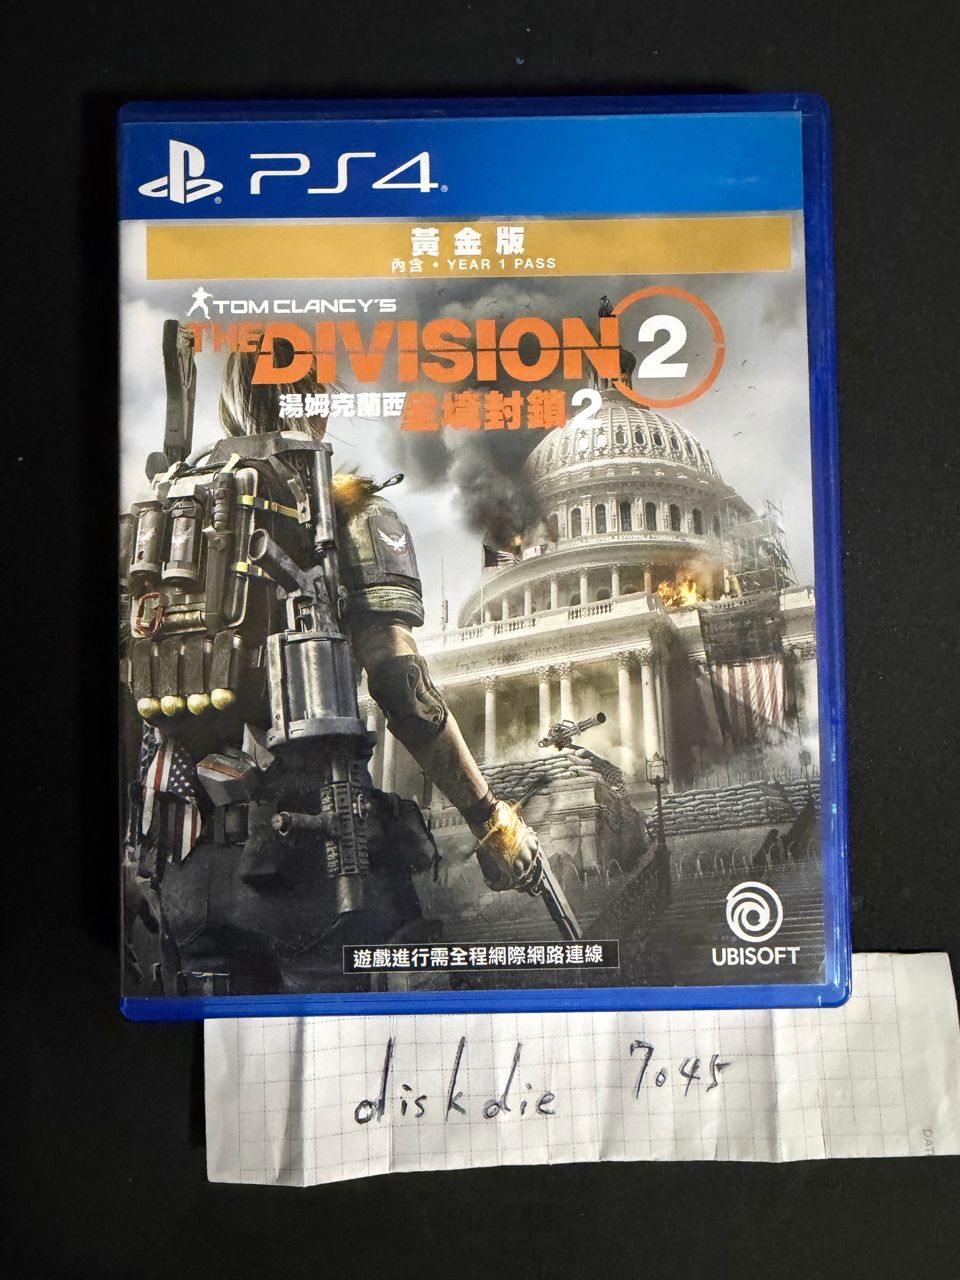 PS4
黃金版
內含・YEAR 1 PASS
TOM CLANCY'S
THE DIVISION 2
湯姆克蘭西全境封鎖2
遊戲進行需全程網際網路連線
UBISOFT
diskdie 7045
DAT